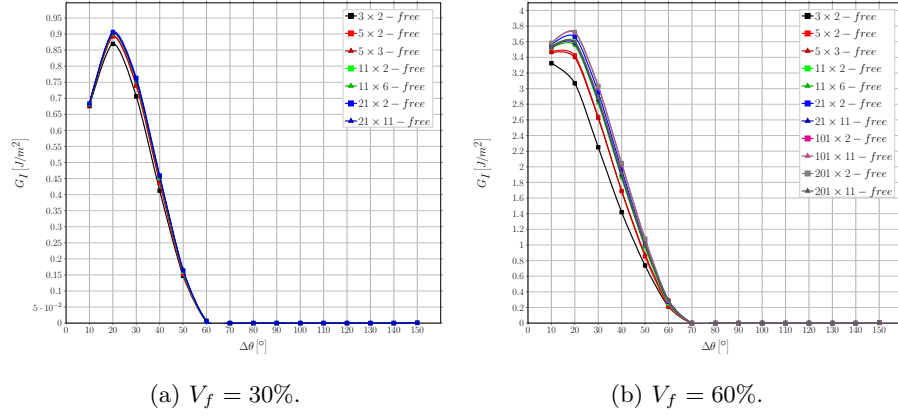 0.95
0.9
0.85
0.8
0.75
0.7
0.65
0.6
0.55
0.5
0.45
0.4
0.35
0.3
0.25
0.2
0.15
0.1
5 · 10⁻²
0
G_I [J/m²]
0 10 20 30 40 50 60 70 80 90 100 110 120 130 140 150
Δθ [°]
3 × 2 − free
5 × 2 − free
5 × 3 − free
11 × 2 − free
11 × 6 − free
21 × 2 − free
21 × 11 − free
(a) V_f = 30%.
4
3.8
3.6
3.4
3.2
3
2.8
2.6
2.4
2.2
2
1.8
1.6
1.4
1.2
1
0.8
0.6
0.4
0.2
0
G_I [J/m²]
0 10 20 30 40 50 60 70 80 90 100 110 120 130 140 150
Δθ [°]
3 × 2 − free
5 × 2 − free
5 × 3 − free
11 × 2 − free
11 × 6 − free
21 × 2 − free
21 × 11 − free
101 × 2 − free
101 × 11 − free
201 × 2 − free
201 × 11 − free
(b) V_f = 60%.